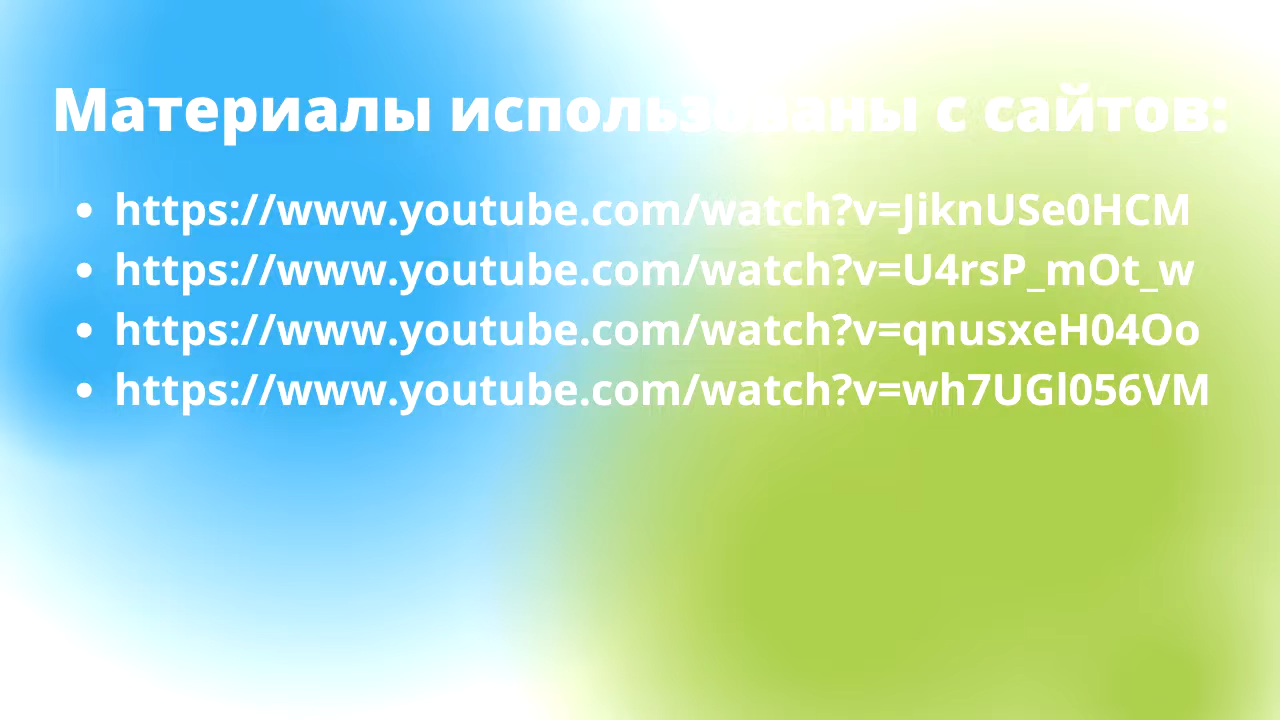 Материалы использованы с сайтов:
• https://www.youtube.com/watch?v=JiknUSe0HCM
• https://www.youtube.com/watch?v=U4rsP_mOt_w
• https://www.youtube.com/watch?v=qnusxeH04Oo
• https://www.youtube.com/watch?v=wh7UGl056VM